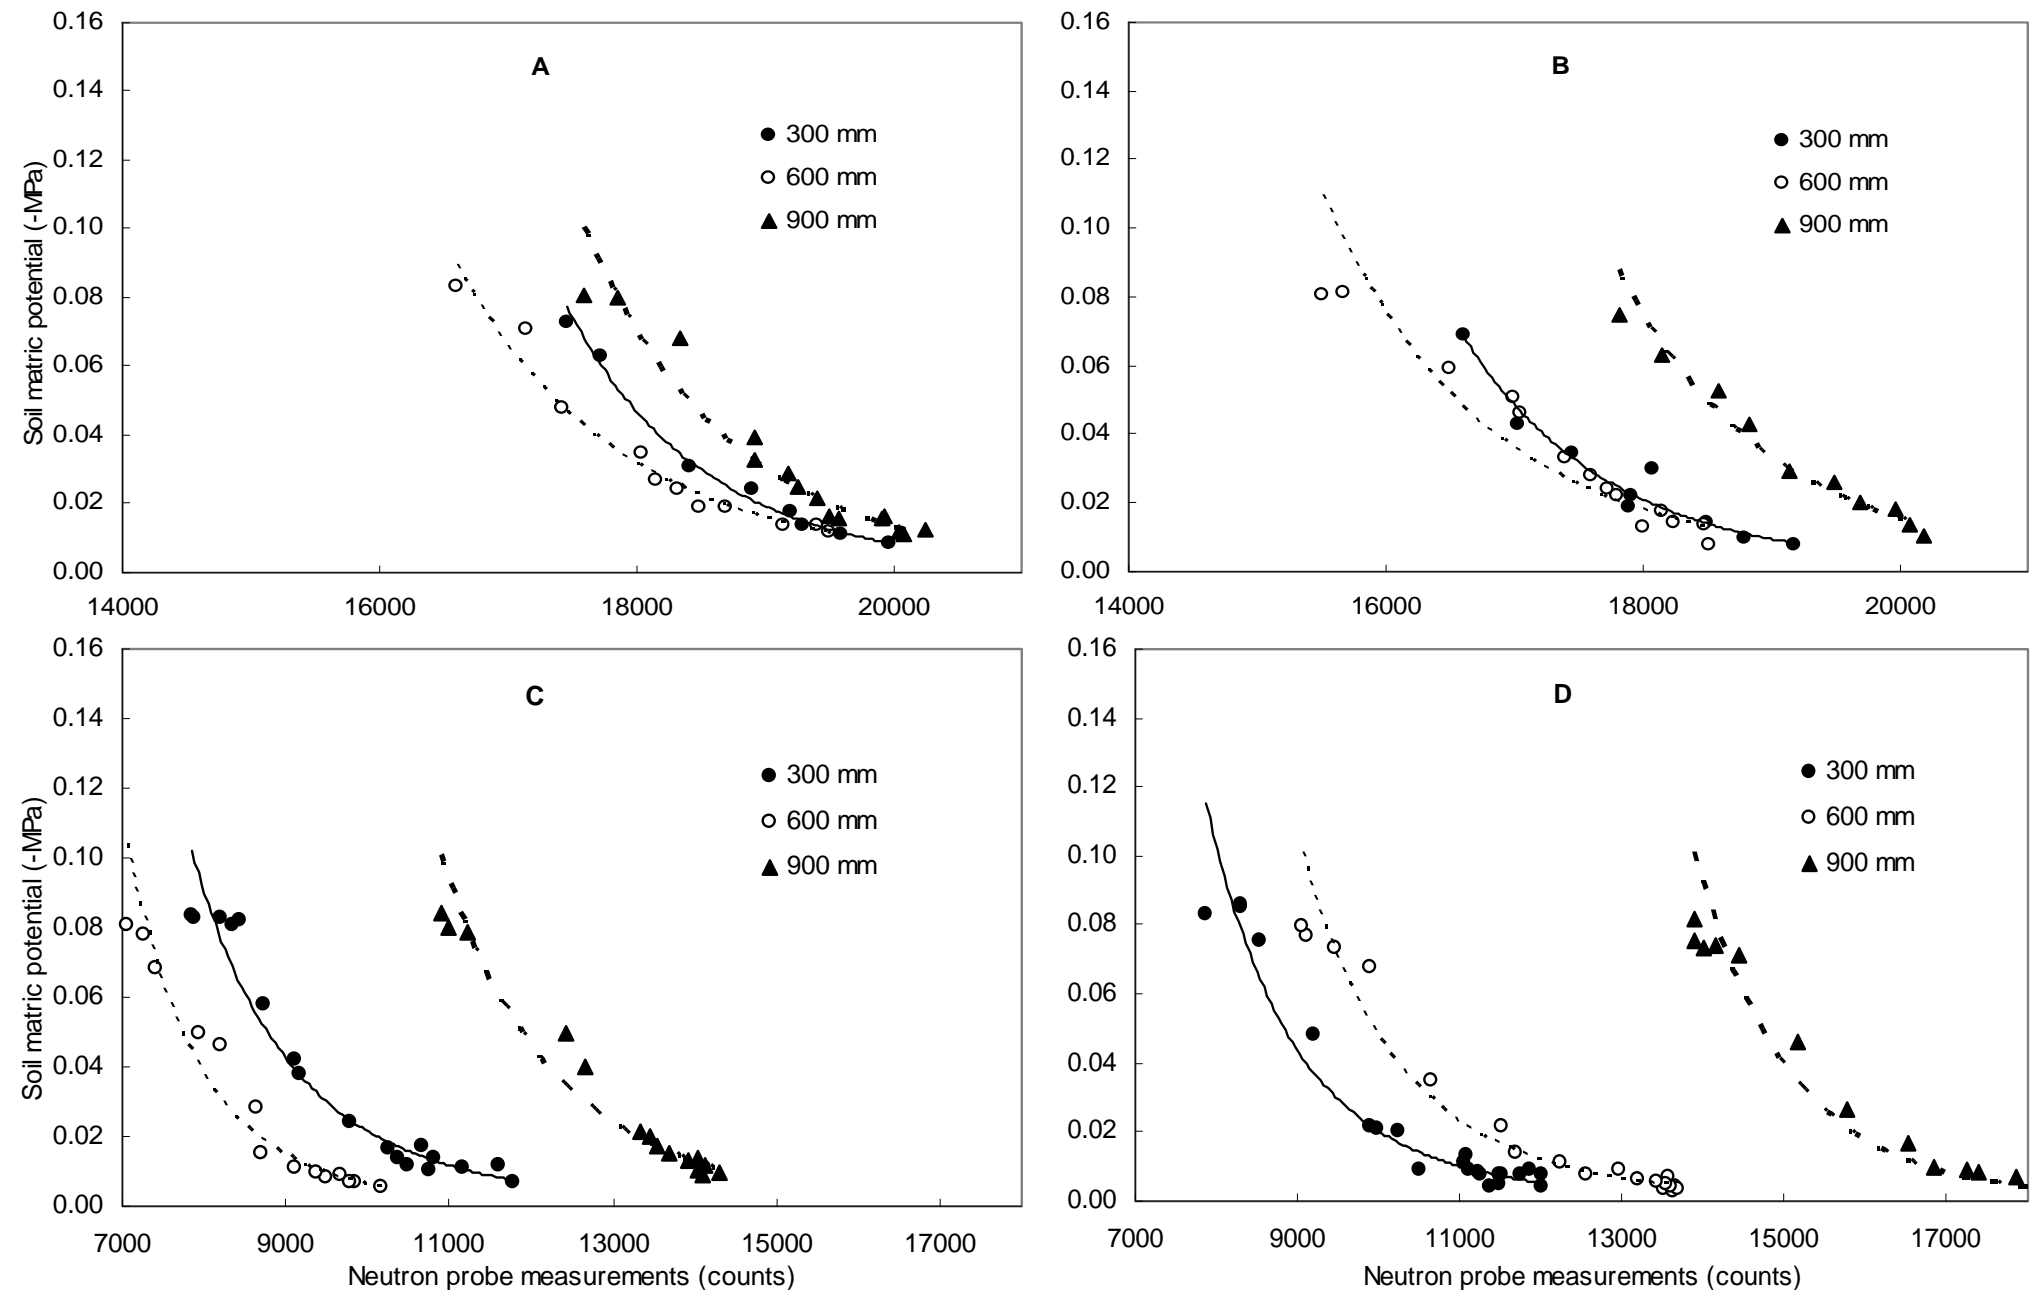 A
0.16
0.14
0.12
0.10
0.08
0.06
0.04
0.02
0.00
Soil matric potential (-MPa)
300 mm
600 mm
900 mm
14000 16000 18000 20000
B
0.16
0.14
0.12
0.10
0.08
0.06
0.04
0.02
0.00
300 mm
600 mm
900 mm
14000 16000 18000 20000
C
0.16
0.14
0.12
0.10
0.08
0.06
0.04
0.02
0.00
Soil matric potential (-MPa)
300 mm
600 mm
900 mm
7000 9000 11000 13000 15000 17000
Neutron probe measurements (counts)
D
0.16
0.14
0.12
0.10
0.08
0.06
0.04
0.02
0.00
300 mm
600 mm
900 mm
7000 9000 11000 13000 15000 17000
Neutron probe measurements (counts)